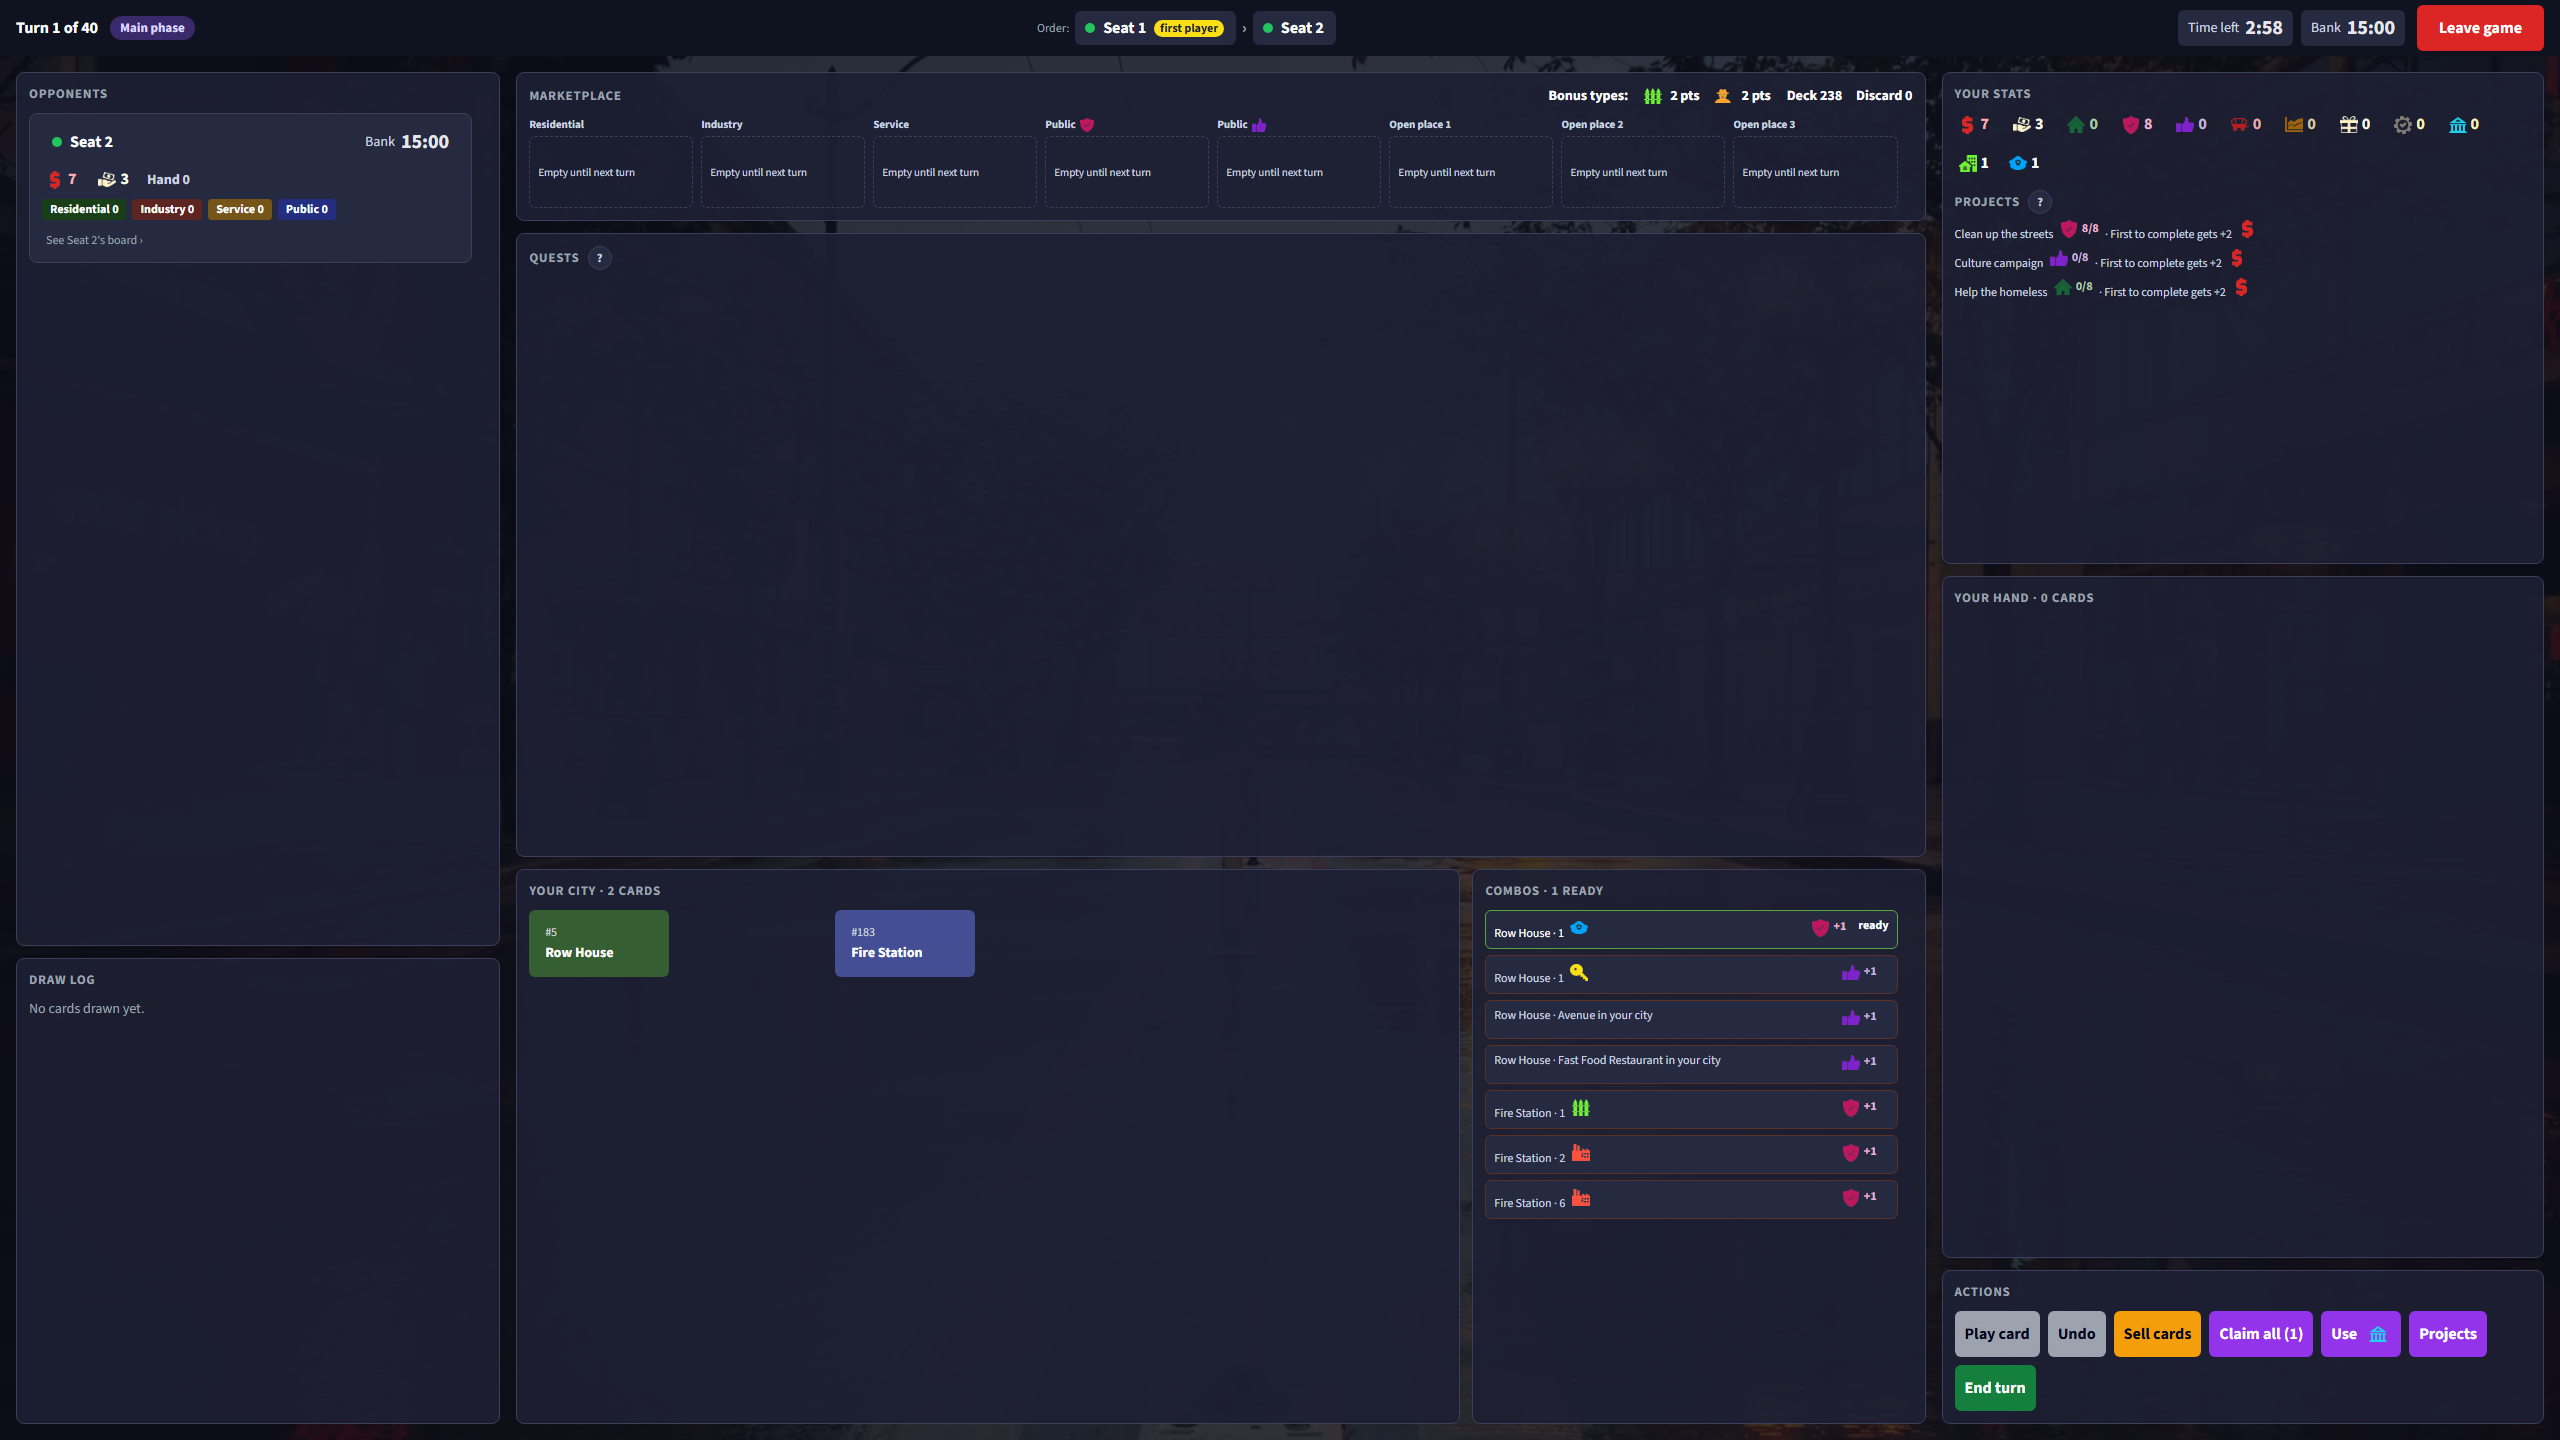 Turn 1 of 40 Main phase
Order: Seat 1 first player › Seat 2
Time left 2:58 Bank 15:00 Leave game
OPPONENTS
Seat 2 Bank 15:00
7 3 Hand 0
Residential 0 Industry 0 Service 0 Public 0
See Seat 2's board ›
DRAW LOG
No cards drawn yet.
MARKETPLACE
Bonus types: 2 pts 2 pts Deck 238 Discard 0
Residential Industry Service Public Public Open place 1 Open place 2 Open place 3
Empty until next turn Empty until next turn Empty until next turn Empty until next turn Empty until next turn Empty until next turn Empty until next turn Empty until next turn
QUESTS ?
YOUR CITY · 2 CARDS
#5
Row House
#183
Fire Station
COMBOS · 1 READY
Row House · 1 +1 ready
Row House · 1 +1
Row House · Avenue in your city +1
Row House · Fast Food Restaurant in your city +1
Fire Station · 1 +1
Fire Station · 2 +1
Fire Station · 6 +1
YOUR STATS
7 3 0 8 0 0 0 0 0 0
1 1
PROJECTS ?
Clean up the streets 8/8 · First to complete gets +2
Culture campaign 0/8 · First to complete gets +2
Help the homeless 0/8 · First to complete gets +2
YOUR HAND · 0 CARDS
ACTIONS
Play card Undo Sell cards Claim all (1) Use Projects
End turn